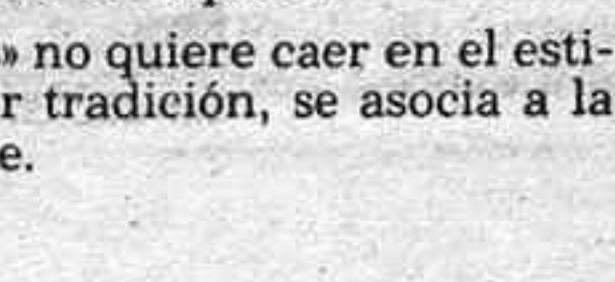 » no quiere caer en el esti-
r tradición, se asocia a la
e.